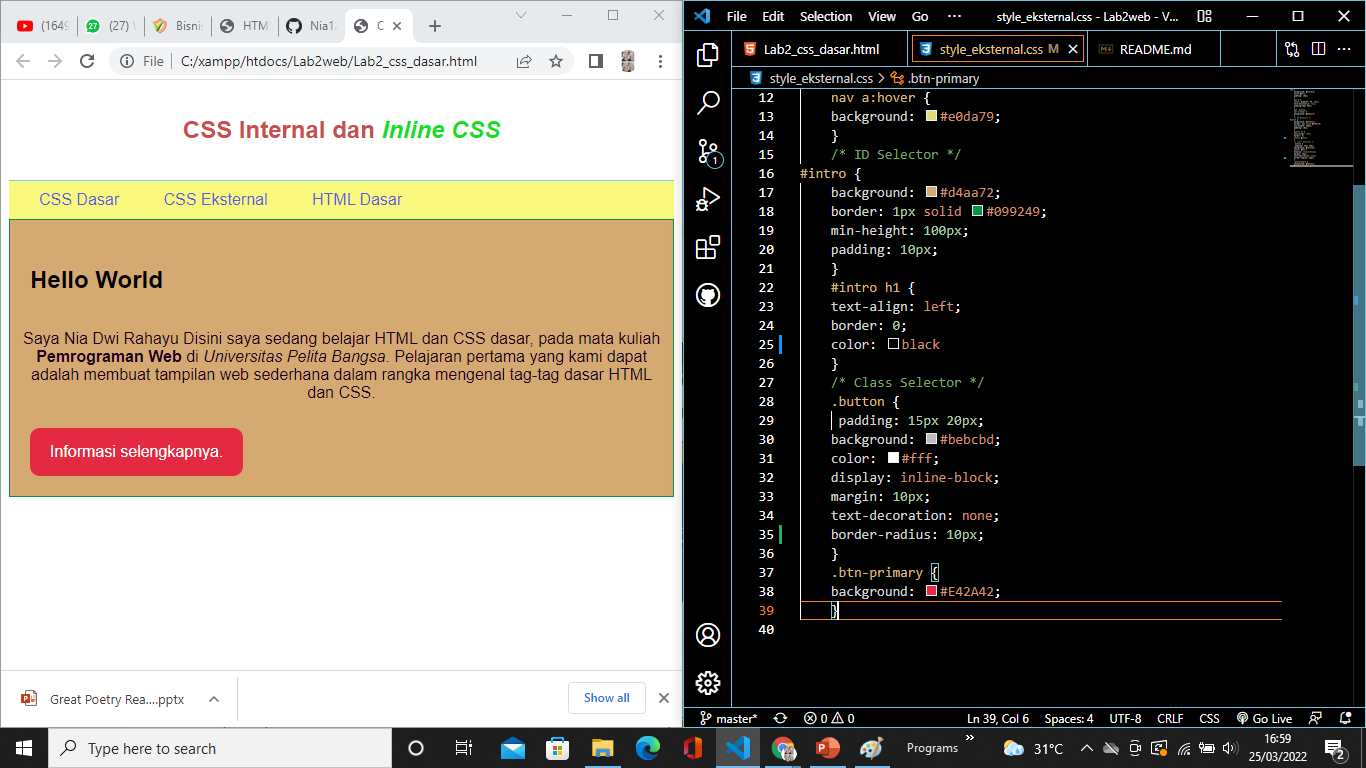 (1649
(27) W
Bisnis
HTM
Nia12
C
File
C:/xampp/htdocs/Lab2web/Lab2_css_dasar.html
CSS Internal dan Inline CSS
CSS Dasar CSS Eksternal HTML Dasar
Hello World
Saya Nia Dwi Rahayu Disini saya sedang belajar HTML dan CSS dasar, pada mata kuliah
Pemrograman Web di Universitas Pelita Bangsa. Pelajaran pertama yang kami dapat
adalah membuat tampilan web sederhana dalam rangka mengenal tag-tag dasar HTML
dan CSS.
Informasi selengkapnya.
Great Poetry Rea....pptx
Show all
File Edit Selection View Go ··· style_eksternal.css - Lab2web - V...
Lab2_css_dasar.html style_eksternal.css M README.md
style_eksternal.css > .btn-primary
12 nav a:hover {
13 background: #e0da79;
14 }
15 /* ID Selector */
16 #intro {
17 background: #d4aa72;
18 border: 1px solid #099249;
19 min-height: 100px;
20 padding: 10px;
21 }
22 #intro h1 {
23 text-align: left;
24 border: 0;
25 color: black
26 }
27 /* Class Selector */
28 .button {
29 padding: 15px 20px;
30 background: #bebcbd;
31 color: #fff;
32 display: inline-block;
33 margin: 10px;
34 text-decoration: none;
35 border-radius: 10px;
36 }
37 .btn-primary {
38 background: #E42A42;
39 }
40
1
master* 0 0 Ln 39, Col 6 Spaces: 4 UTF-8 CRLF CSS Go Live
Type here to search
Programs
31°C
16:59
25/03/2022
2